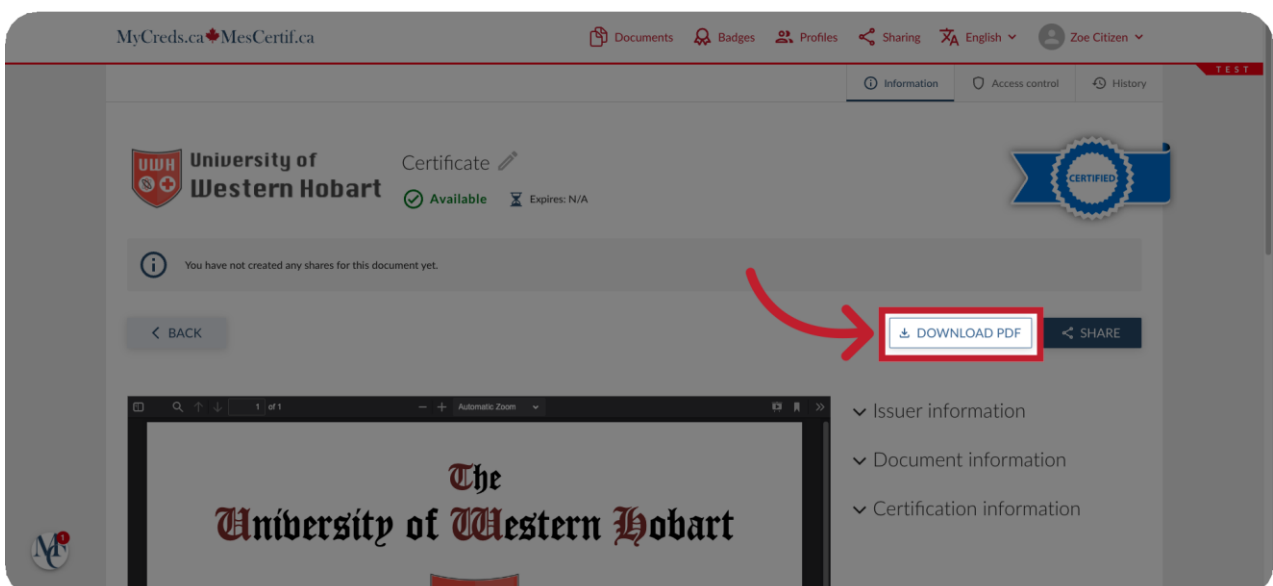 MyCreds.ca MesCertif.ca
Documents Badges Profiles Sharing English Zoe Citizen
TEST
Information Access control History
UWH University of Western Hobart
Certificate
Available Expires: N/A
CERTIFIED
You have not created any shares for this document yet.
BACK
DOWNLOAD PDF
SHARE
1 of 1 Automatic Zoom
Issuer information
Document information
Certification information
The
University of Western Hobart
MC 1